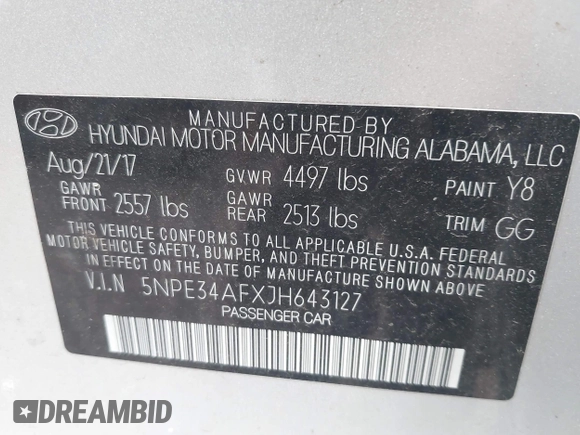 MANUFACTURED BY
HYUNDAI MOTOR MANUFACTURING ALABAMA, LLC
Aug/21/17 GVWR 4497 lbs PAINT Y8
GAWR FRONT 2557 lbs GAWR REAR 2513 lbs TRIM GG
THIS VEHICLE CONFORMS TO ALL APPLICABLE U.S.A. FEDERAL
MOTOR VEHICLE SAFETY, BUMPER, AND THEFT PREVENTION STANDARDS
IN EFFECT ON THE DATE OF MANUFACTURE SHOWN ABOVE.
V.I.N 5NPE34AFXJH643127
PASSENGER CAR
DREAMBID